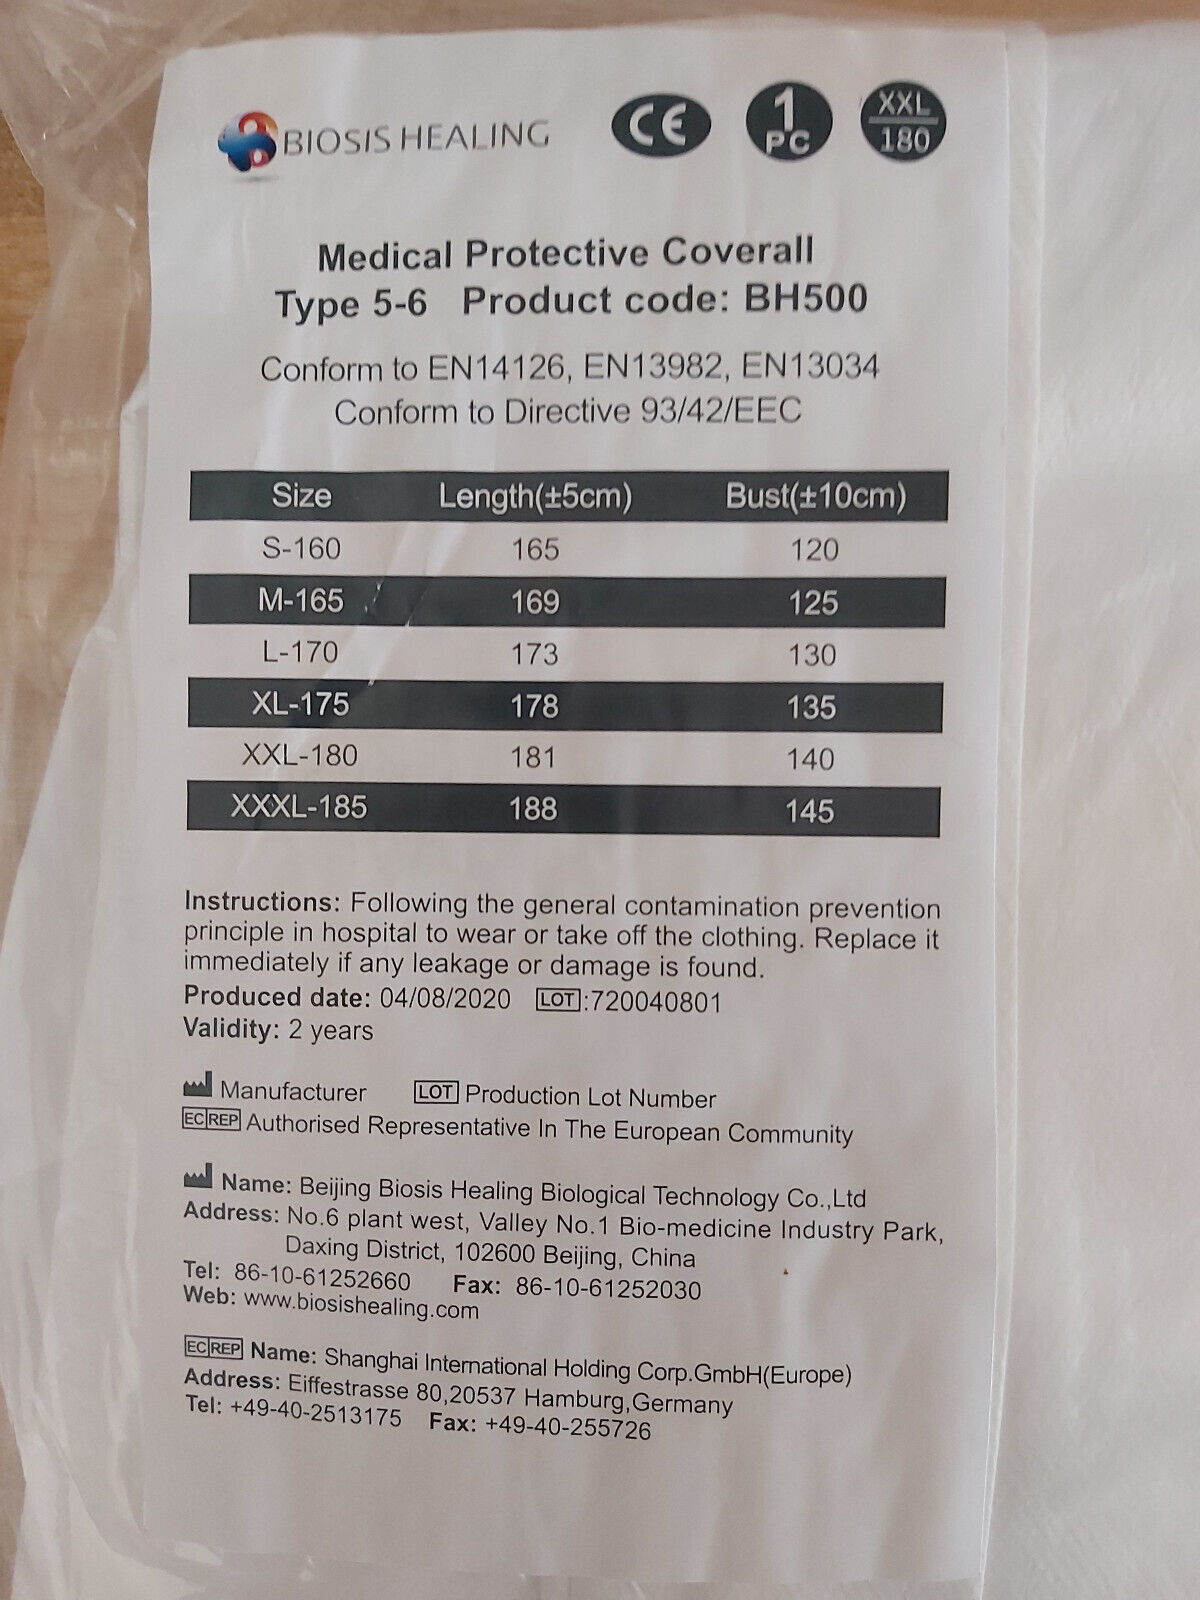 BIOSIS HEALING
CE
1
PC
XXL
180
Medical Protective Coverall
Type 5-6 Product code: BH500
Conform to EN14126, EN13982, EN13034
Conform to Directive 93/42/EEC
Size Length(±5cm) Bust(±10cm)
S-160 165 120
M-165 169 125
L-170 173 130
XL-175 178 135
XXL-180 181 140
XXXL-185 188 145
Instructions: Following the general contamination prevention
principle in hospital to wear or take off the clothing. Replace it
immediately if any leakage or damage is found.
Produced date: 04/08/2020 LOT:720040801
Validity: 2 years
Manufacturer LOT Production Lot Number
EC REP Authorised Representative In The European Community
Name: Beijing Biosis Healing Biological Technology Co.,Ltd
Address: No.6 plant west, Valley No.1 Bio-medicine Industry Park,
Daxing District, 102600 Beijing, China
Tel: 86-10-61252660 Fax: 86-10-61252030
Web: www.biosishealing.com
EC REP Name: Shanghai International Holding Corp.GmbH(Europe)
Address: Eiffestrasse 80,20537 Hamburg,Germany
Tel: +49-40-2513175 Fax: +49-40-255726